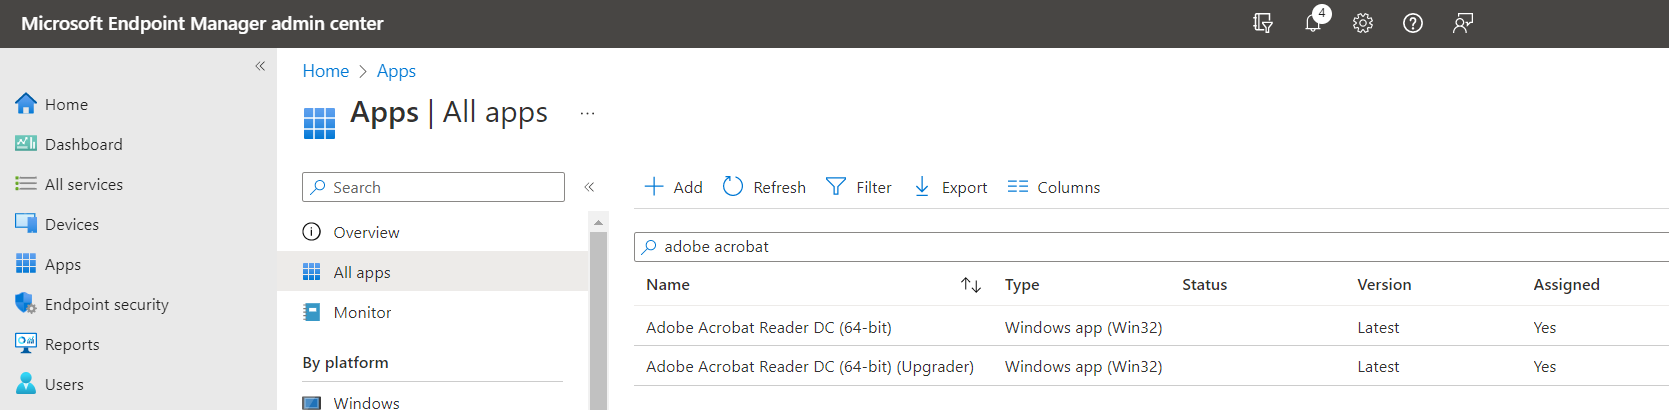 Microsoft Endpoint Manager admin center
4
Home > Apps
Home
Dashboard
All services
Devices
Apps
Endpoint security
Reports
Users
Apps | All apps ...
Search
Overview
All apps
Monitor
By platform
Windows
Add Refresh Filter Export Columns
adobe acrobat
Name Type Status Version Assigned
Adobe Acrobat Reader DC (64-bit) Windows app (Win32) Latest Yes
Adobe Acrobat Reader DC (64-bit) (Upgrader) Windows app (Win32) Latest Yes